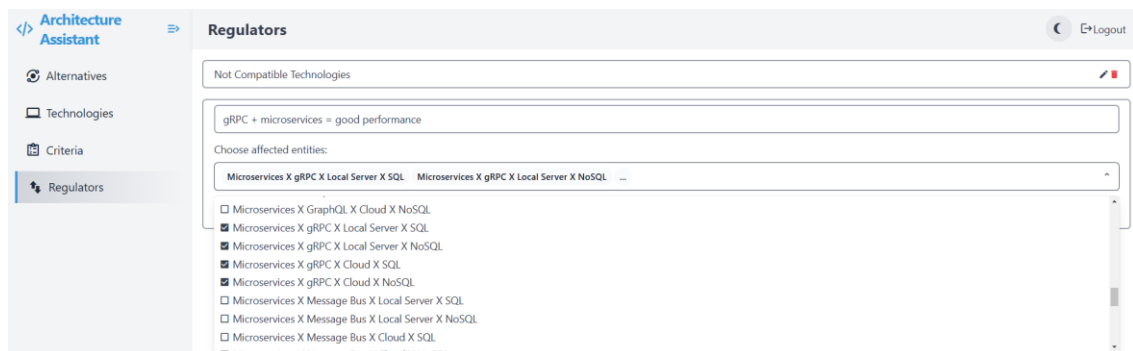 </> Architecture Assistant
Alternatives
Technologies
Criteria
Regulators
Regulators
Logout
Not Compatible Technologies
gRPC + microservices = good performance
Choose affected entities:
Microservices X gRPC X Local Server X SQL Microservices X gRPC X Local Server X NoSQL ...
Microservices X GraphQL X Cloud X NoSQL
Microservices X gRPC X Local Server X SQL
Microservices X gRPC X Local Server X NoSQL
Microservices X gRPC X Cloud X SQL
Microservices X gRPC X Cloud X NoSQL
Microservices X Message Bus X Local Server X SQL
Microservices X Message Bus X Local Server X NoSQL
Microservices X Message Bus X Cloud X SQL